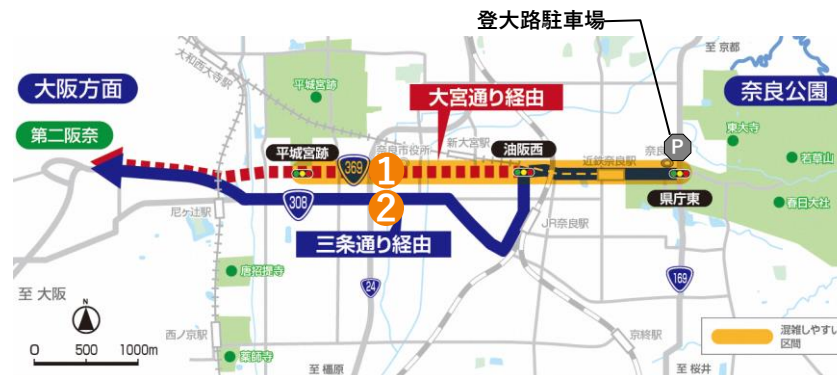 登大路駐車場
至 京都
大和西大寺駅
平城宮跡
大阪方面
大宮通り経由
奈良公園
第二阪奈
平城宮跡
奈良市役所
新大宮駅
油阪西
近鉄奈良駅
P
東大寺
若草山
369
1
県庁東
春日大社
308
2
尼ヶ辻駅
JR奈良駅
三条通り経由
唐招提寺
至 大阪
24
169
N
西ノ京駅
京終駅
混雑しやすい
区間
0 500 1000m
薬師寺
至 橿原
至 桜井